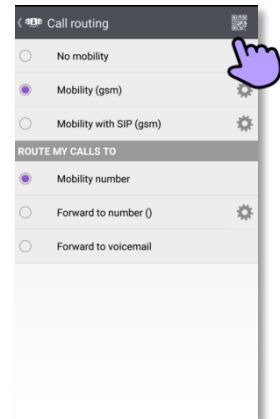 Call routing
No mobility
Mobility (gsm)
Mobility with SIP (gsm)
ROUTE MY CALLS TO
Mobility number
Forward to number ()
Forward to voicemail